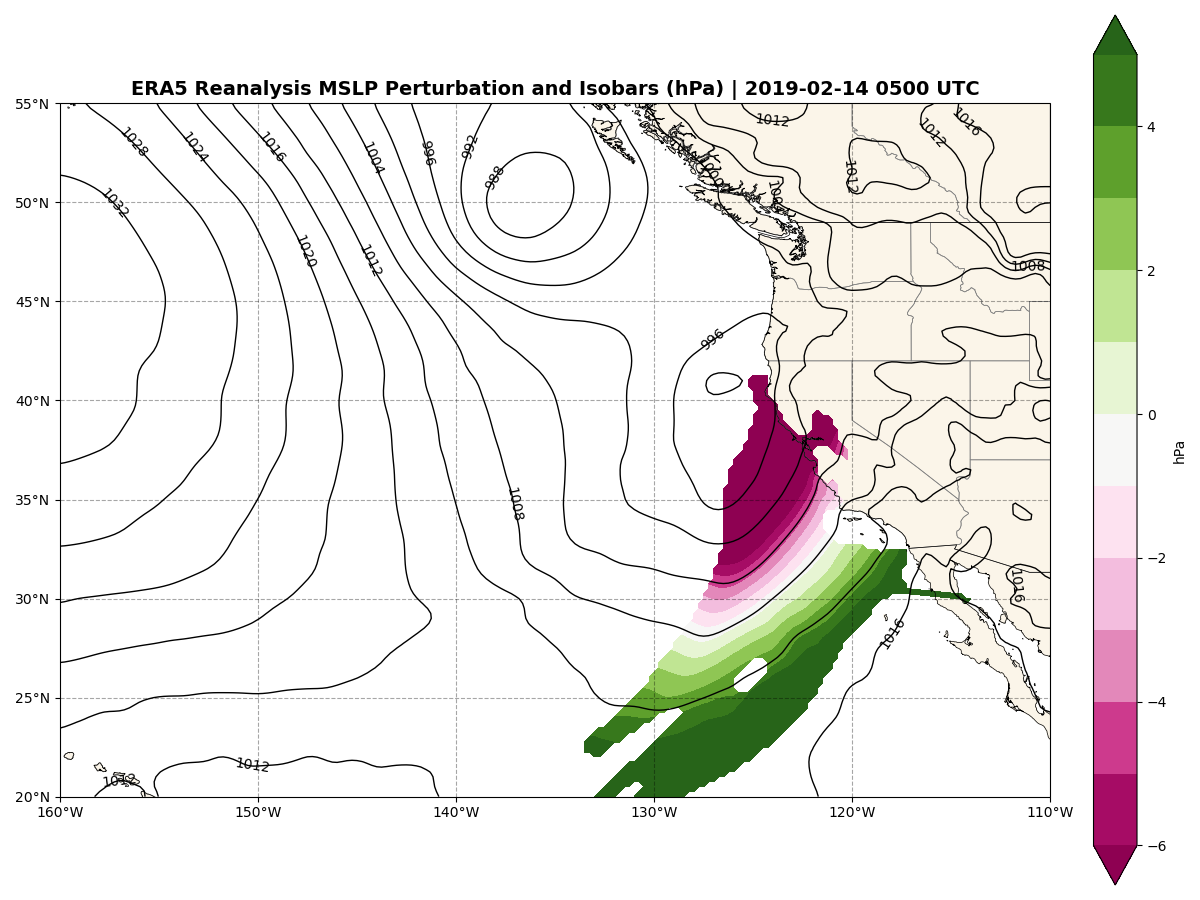 ERA5 Reanalysis MSLP Perturbation and Isobars (hPa) | 2019-02-14 0500 UTC
55°N
50°N
45°N
40°N
35°N
30°N
25°N
20°N
160°W
150°W
140°W
130°W
120°W
110°W
1028
1024
1016
1004
996
992
988
1032
1020
1012
1012
1016
1012
1012
1000
1008
996
1008
1016
1016
1012
1012
4
2
0
−2
−4
−6
hPa